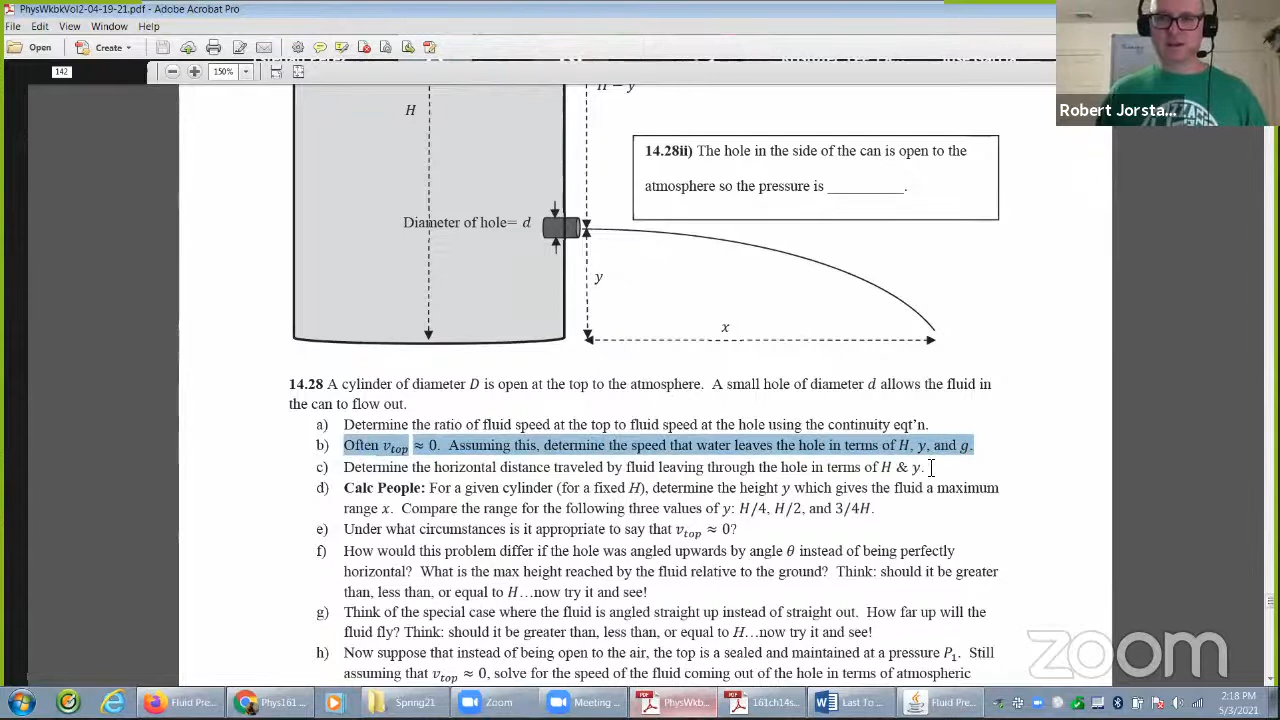 PhysWkbkVol2-04-19-21.pdf - Adobe Acrobat Pro
File Edit View Window Help
Open Create
142 150%
H
H − y
14.28ii) The hole in the side of the can is open to the
atmosphere so the pressure is _________.
Diameter of hole= d
y
x
14.28 A cylinder of diameter D is open at the top to the atmosphere. A small hole of diameter d allows the fluid in
the can to flow out.
a) Determine the ratio of fluid speed at the top to fluid speed at the hole using the continuity eqt’n.
b) Often vtop ≈ 0. Assuming this, determine the speed that water leaves the hole in terms of H, y, and g.
c) Determine the horizontal distance traveled by fluid leaving through the hole in terms of H & y.
d) Calc People: For a given cylinder (for a fixed H), determine the height y which gives the fluid a maximum
range x. Compare the range for the following three values of y: H/4, H/2, and 3/4H.
e) Under what circumstances is it appropriate to say that vtop ≈ 0?
f) How would this problem differ if the hole was angled upwards by angle θ instead of being perfectly
horizontal? What is the max height reached by the fluid relative to the ground? Think: should it be greater
than, less than, or equal to H…now try it and see!
g) Think of the special case where the fluid is angled straight up instead of straight out. How far up will the
fluid fly? Think: should it be greater than, less than, or equal to H…now try it and see!
h) Now suppose that instead of being open to the air, the top is a sealed and maintained at a pressure P1. Still
assuming that vtop ≈ 0, solve for the speed of the fluid coming out of the hole in terms of atmospheric
Robert Jorsta...
zoom
Fluid Pre... Phys161 ... Spring21 Zoom Meeting ... PhysWkb... 161ch14s... Last To ... Fluid Pre...
2:18 PM
5/3/2021